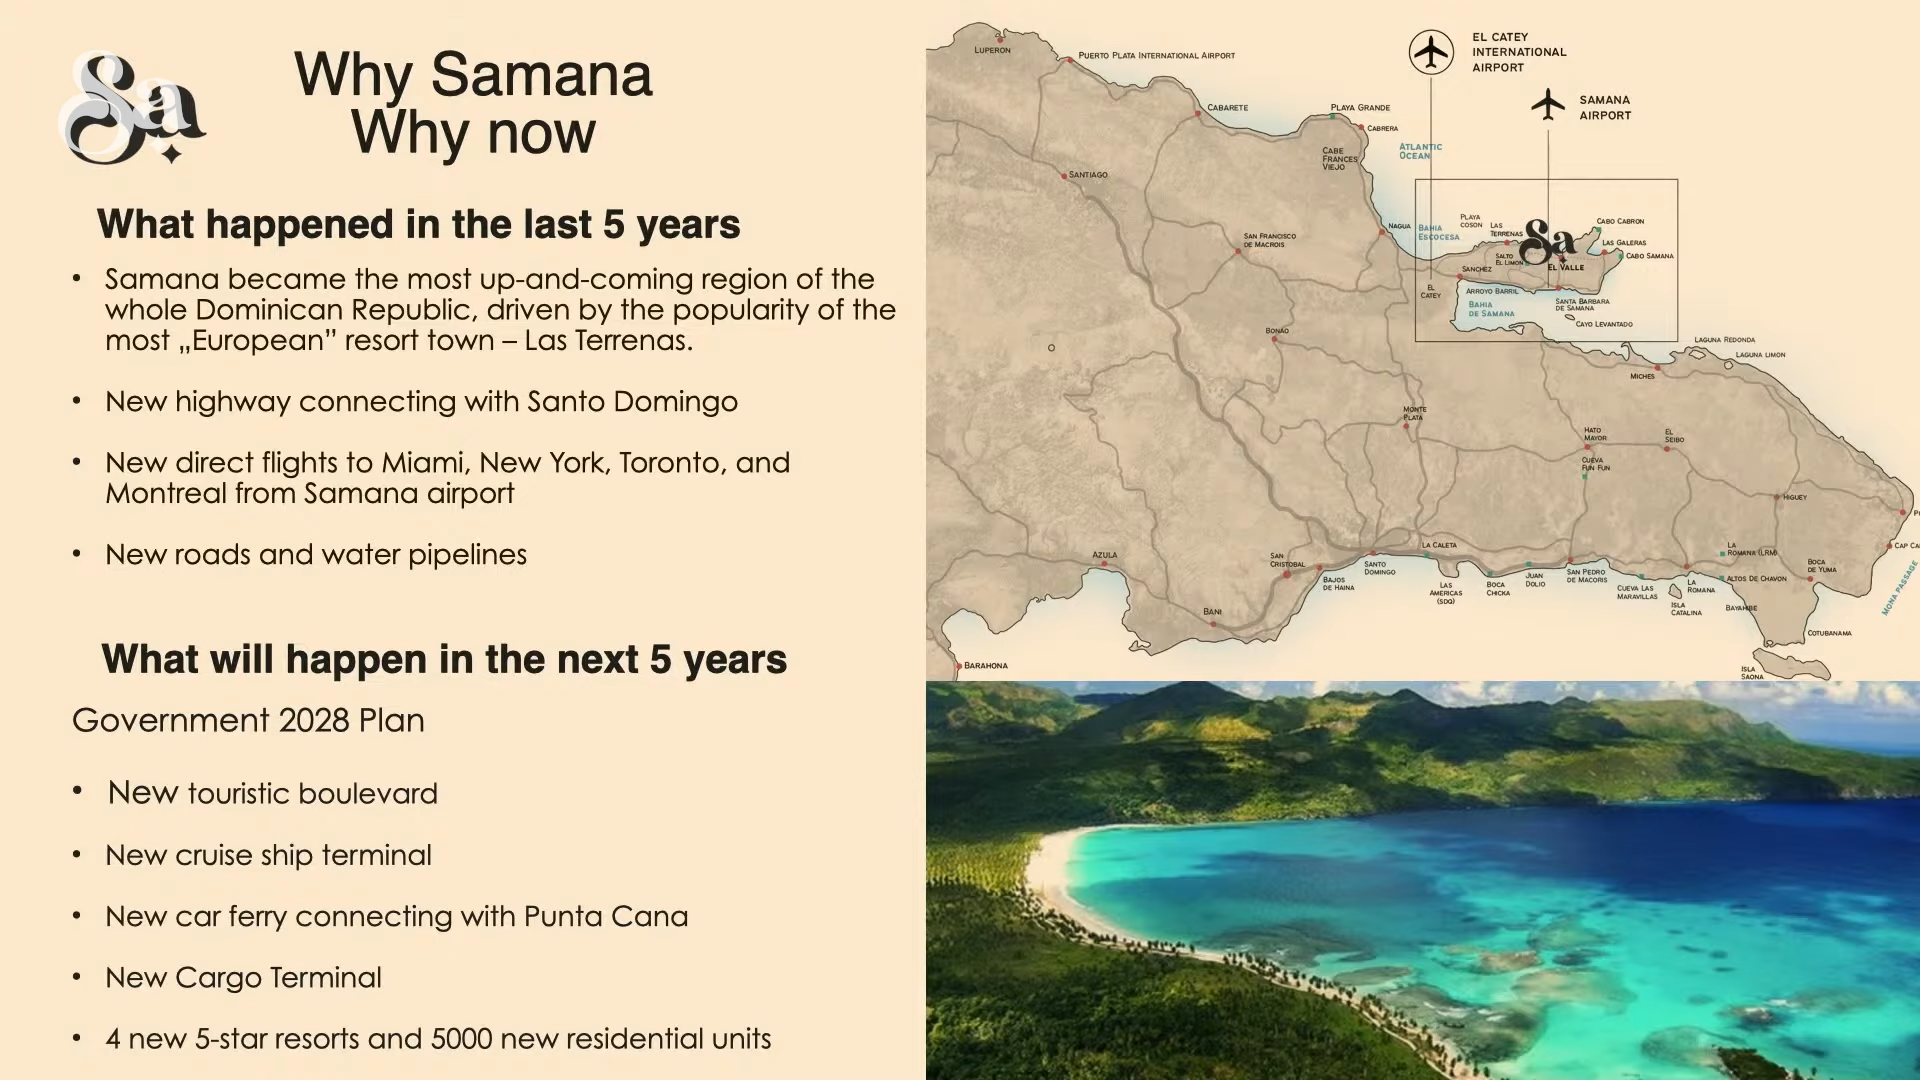 Sa
Why Samana
Why now
What happened in the last 5 years
• Samana became the most up-and-coming region of the
whole Dominican Republic, driven by the popularity of the
most „European” resort town – Las Terrenas.
• New highway connecting with Santo Domingo
• New direct flights to Miami, New York, Toronto, and
Montreal from Samana airport
• New roads and water pipelines
What will happen in the next 5 years
Government 2028 Plan
• New touristic boulevard
• New cruise ship terminal
• New car ferry connecting with Punta Cana
• New Cargo Terminal
• 4 new 5-star resorts and 5000 new residential units
EL CATEY
INTERNATIONAL
AIRPORT
SAMANA
AIRPORT
LUPERON
PUERTO PLATA INTERNATIONAL AIRPORT
CABARETE
PLAYA GRANDE
CABRERA
ATLANTIC
OCEAN
CABE
FRANCES
VIEJO
SANTIAGO
NAGUA
BAHIA
ESCOCESA
PLAYA
COSON
LAS
TERRENAS
Sa
CABO CABRON
LAS GALERAS
CABO SAMANA
SALTO
EL LIMON
EL VALLE
SANCHEZ
SAN FRANCISCO
DE MACROIS
EL
CATEY
ARROYO BARRIL
BAHIA
DE SAMANA
SANTA BARBARA
DE SAMANA
CAYO LEVANTADO
BONAO
LAGUNA REDONDA
LAGUNA LIMON
MICHES
MONTE
PLATA
HATO
MAYOR
EL
SEIBO
CUEVA
FUN FUN
HIGUEY
P
CAP CA
MONA PASSAGE
AZULA
SAN
CRISTOBAL
BAJOS
DE HAINA
SANTO
DOMINGO
LA CALETA
LAS
AMERICAS
(SDQ)
BOCA
CHICKA
JUAN
DOLIO
SAN PEDRO
DE MACORIS
CUEVA LAS
MARAVILLAS
LA
ROMANA (LRM)
ALTOS DE CHAVON
LA
ROMANA
ISLA
CATALINA
BAYAHIBE
BOCA
DE YUMA
BANI
COTUBANAMA
BARAHONA
ISLA
SAONA